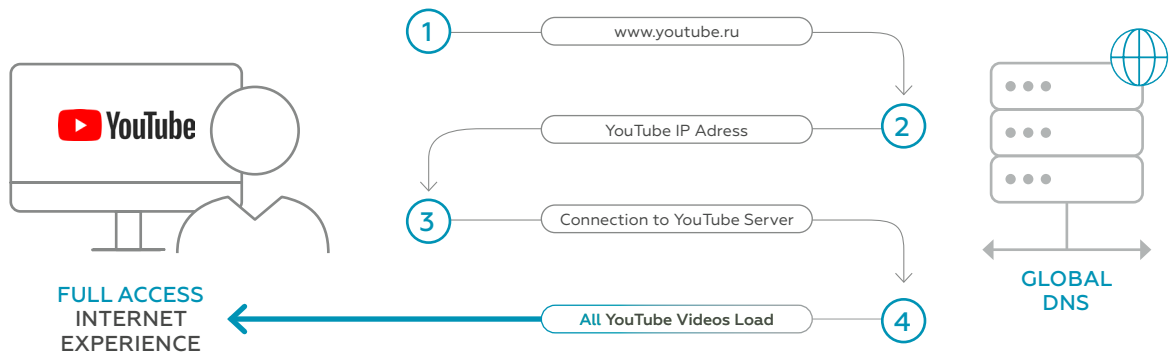 1
www.youtube.ru
YouTube
YouTube IP Adress
2
3
Connection to YouTube Server
FULL ACCESS
INTERNET
EXPERIENCE
All YouTube Videos Load
4
GLOBAL
DNS